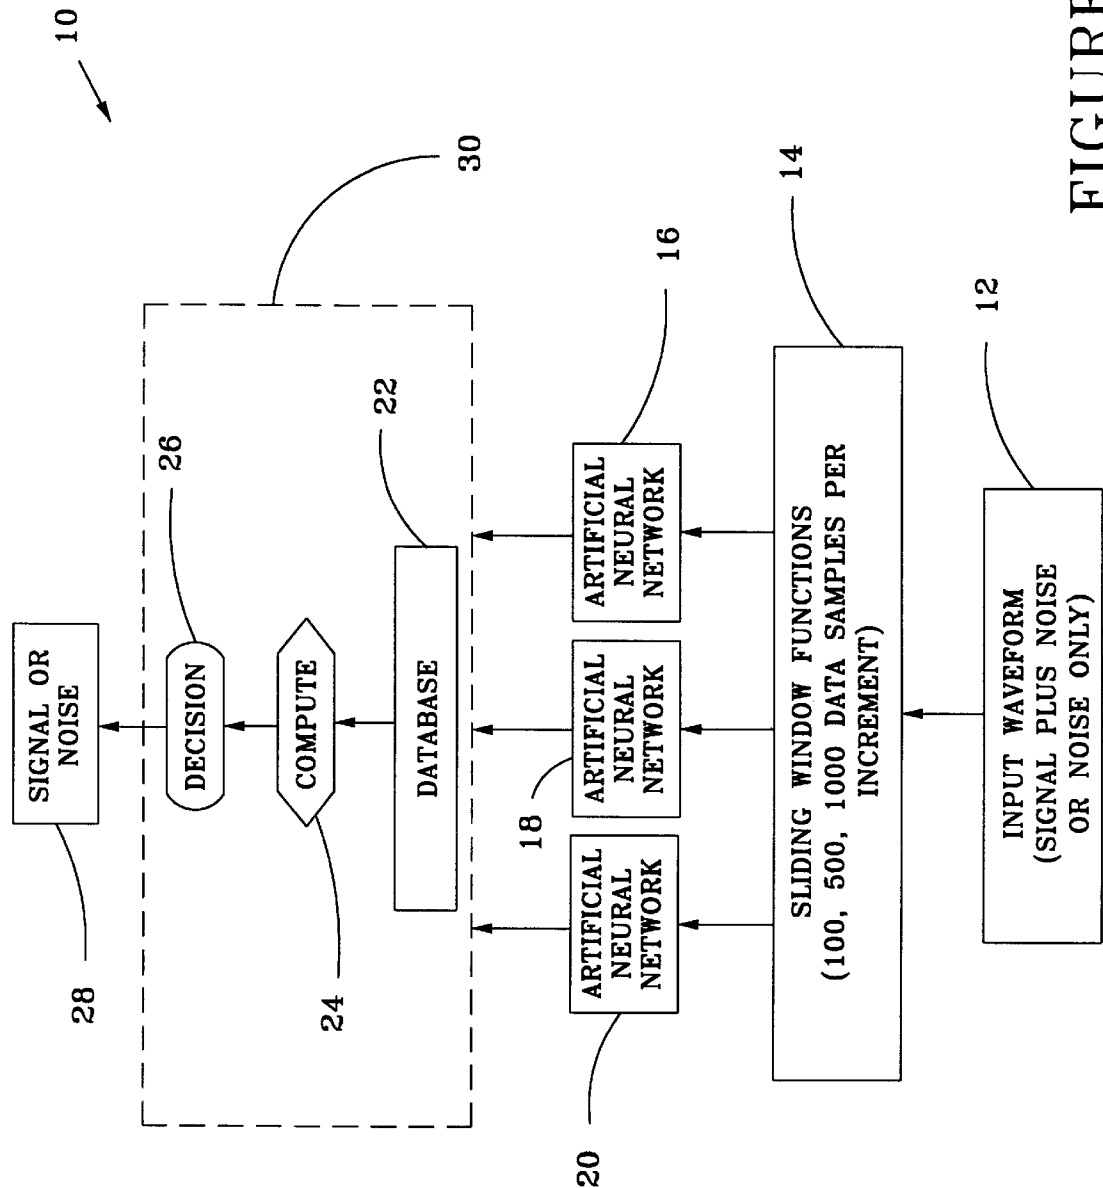 10
SIGNAL OR
NOISE
28
26
DECISION
30
COMPUTE
24
22
DATABASE
20
18
16
ARTIFICIAL
NEURAL
NETWORK
ARTIFICIAL
NEURAL
NETWORK
ARTIFICIAL
NEURAL
NETWORK
14
SLIDING WINDOW FUNCTIONS
(100, 500, 1000 DATA SAMPLES PER
INCREMENT)
12
INPUT WAVEFORM
(SIGNAL PLUS NOISE
OR NOISE ONLY)
FIGURE